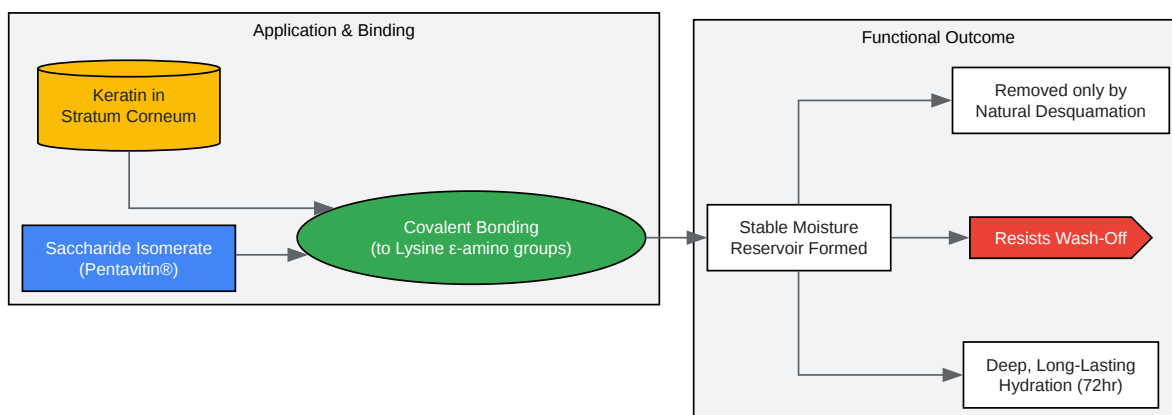 Application & Binding
Keratin in
Stratum Corneum
Saccharide Isomerate
(Pentavitin®)
Covalent Bonding
(to Lysine ε-amino groups)
Functional Outcome
Removed only by
Natural Desquamation
Stable Moisture
Reservoir Formed
Resists Wash-Off
Deep, Long-Lasting
Hydration (72hr)